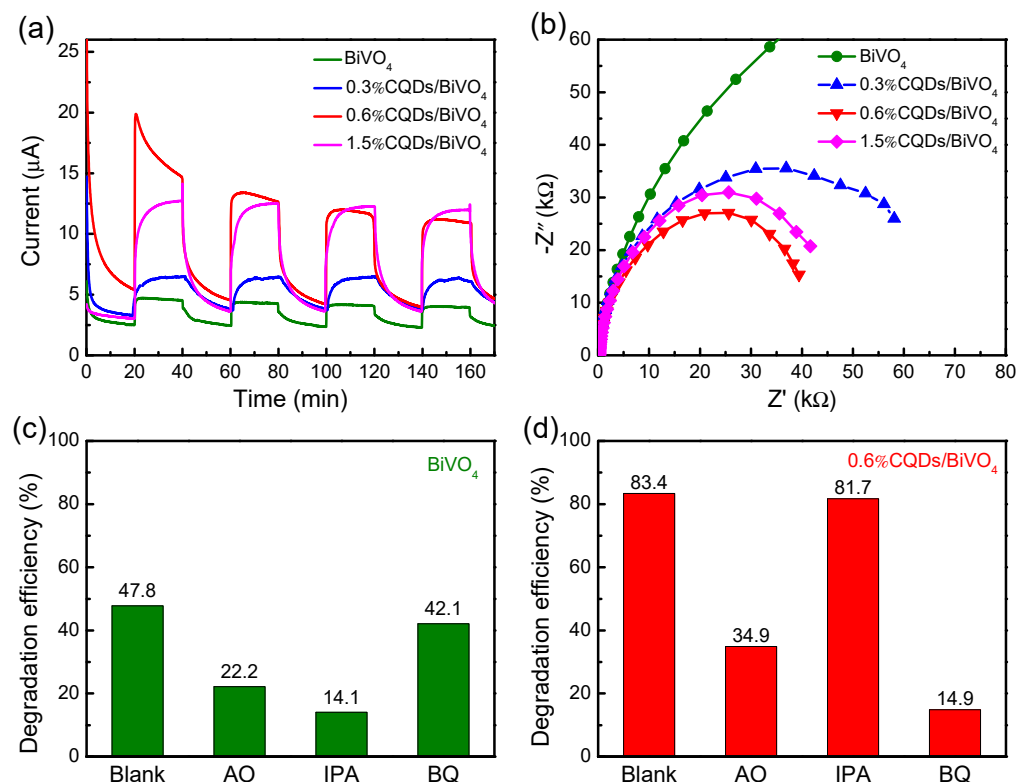 (a)
25
20
15
10
5
0
Current (μA)
0 20 40 60 80 100 120 140 160
Time (min)
BiVO₄
0.3%CQDs/BiVO₄
0.6%CQDs/BiVO₄
1.5%CQDs/BiVO₄
(b)
60
50
40
30
20
10
0
-Z″ (kΩ)
0 10 20 30 40 50 60 70 80
Z' (kΩ)
BiVO₄
0.3%CQDs/BiVO₄
0.6%CQDs/BiVO₄
1.5%CQDs/BiVO₄
(c)
100
80
60
40
20
0
Degradation efficiency (%)
BiVO₄
47.8
22.2
14.1
42.1
Blank AO IPA BQ
(d)
100
80
60
40
20
0
Degradation efficiency (%)
0.6%CQDs/BiVO₄
83.4
34.9
81.7
14.9
Blank AO IPA BQ